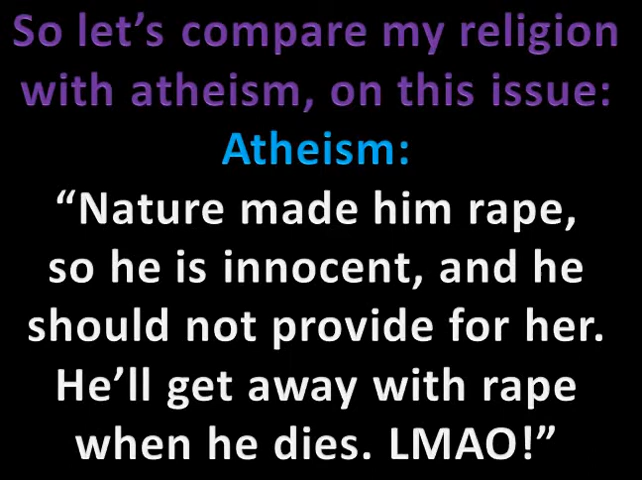 So let’s compare my religion
with atheism, on this issue:
Atheism:
“Nature made him rape,
so he is innocent, and he
should not provide for her.
He’ll get away with rape
when he dies. LMAO!”